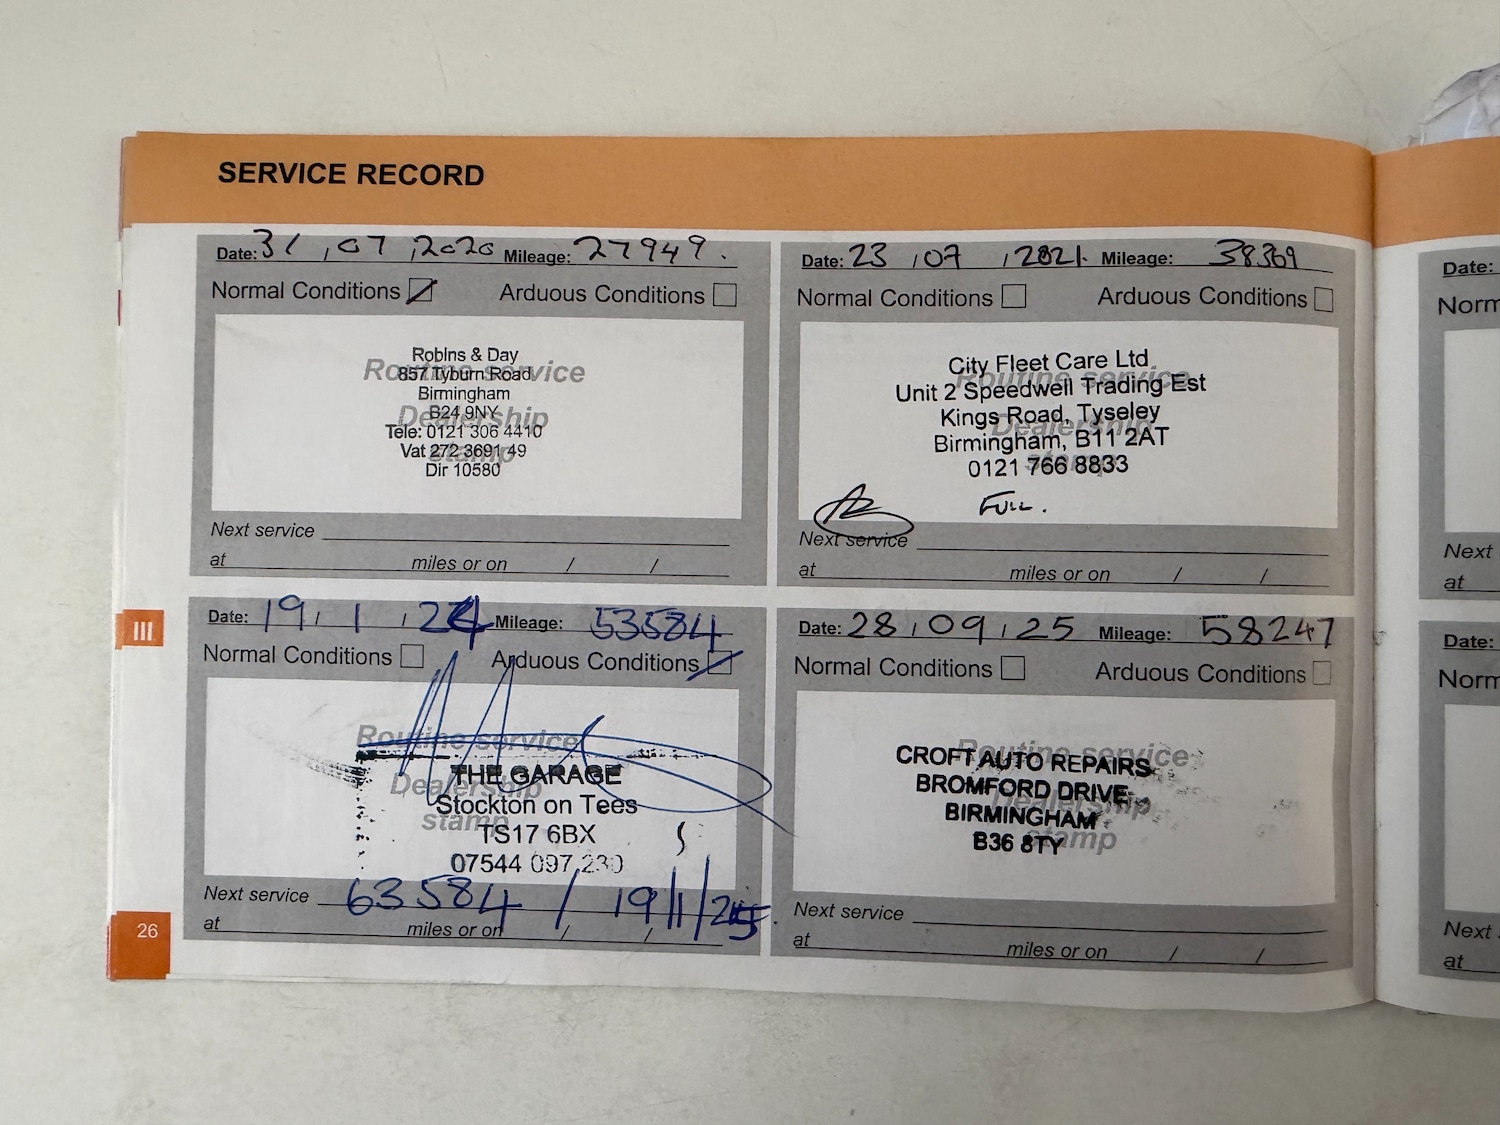 SERVICE RECORD
Date: 31 / 07 / 2020 Mileage: 27949.
Normal Conditions Arduous Conditions
Routine service
Dealership
stamp
Robins & Day
857 Tyburn Road
Birmingham
B24 9NY
Tele: 0121 306 4410
Vat 272 3691 49
Dir 10580
Next service
at miles or on / /
Date: 23 / 07 / 2021. Mileage: 38369
Normal Conditions Arduous Conditions
Routine service
Dealership
stamp
City Fleet Care Ltd
Unit 2 Speedwell Trading Est
Kings Road, Tyseley
Birmingham, B11 2AT
0121 766 8833
FULL.
Next service
at miles or on / /
III
Date: 19 / 1 / 24 Mileage: 53584
Normal Conditions Arduous Conditions
Routine service
Dealership
stamp
THE GARAGE
Stockton on Tees
TS17 6BX
07544 097 230
Next service 63584 / 19/1/25.
at miles or on / /
Date: 28 / 09 / 25 Mileage: 58247
Normal Conditions Arduous Conditions
Routine service
Dealership
stamp
CROFT AUTO REPAIRS
BROMFORD DRIVE
BIRMINGHAM
B36 8TY
Next service
at miles or on / /
26
Date:
Norm
Next
at
Date:
Norm
Next
at